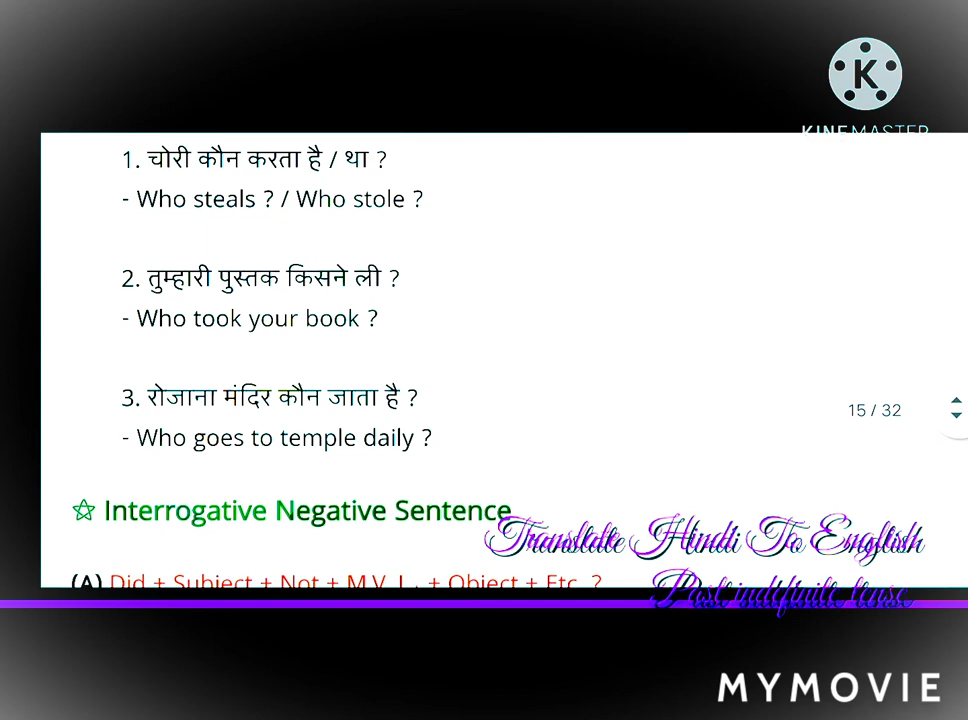 KINEMASTER
1. चोरी कौन करता है / था ?
- Who steals ? / Who stole ?
2. तुम्हारी पुस्तक किसने ली ?
- Who took your book ?
3. रोजाना मंदिर कौन जाता है ?
15 / 32
- Who goes to temple daily ?
☆ Interrogative Negative Sentence
Translate Hindi To English
(A) Did + Subject + Not + M.V. I + Object + Etc. ?
Past indefinite tense
MYMOVIE